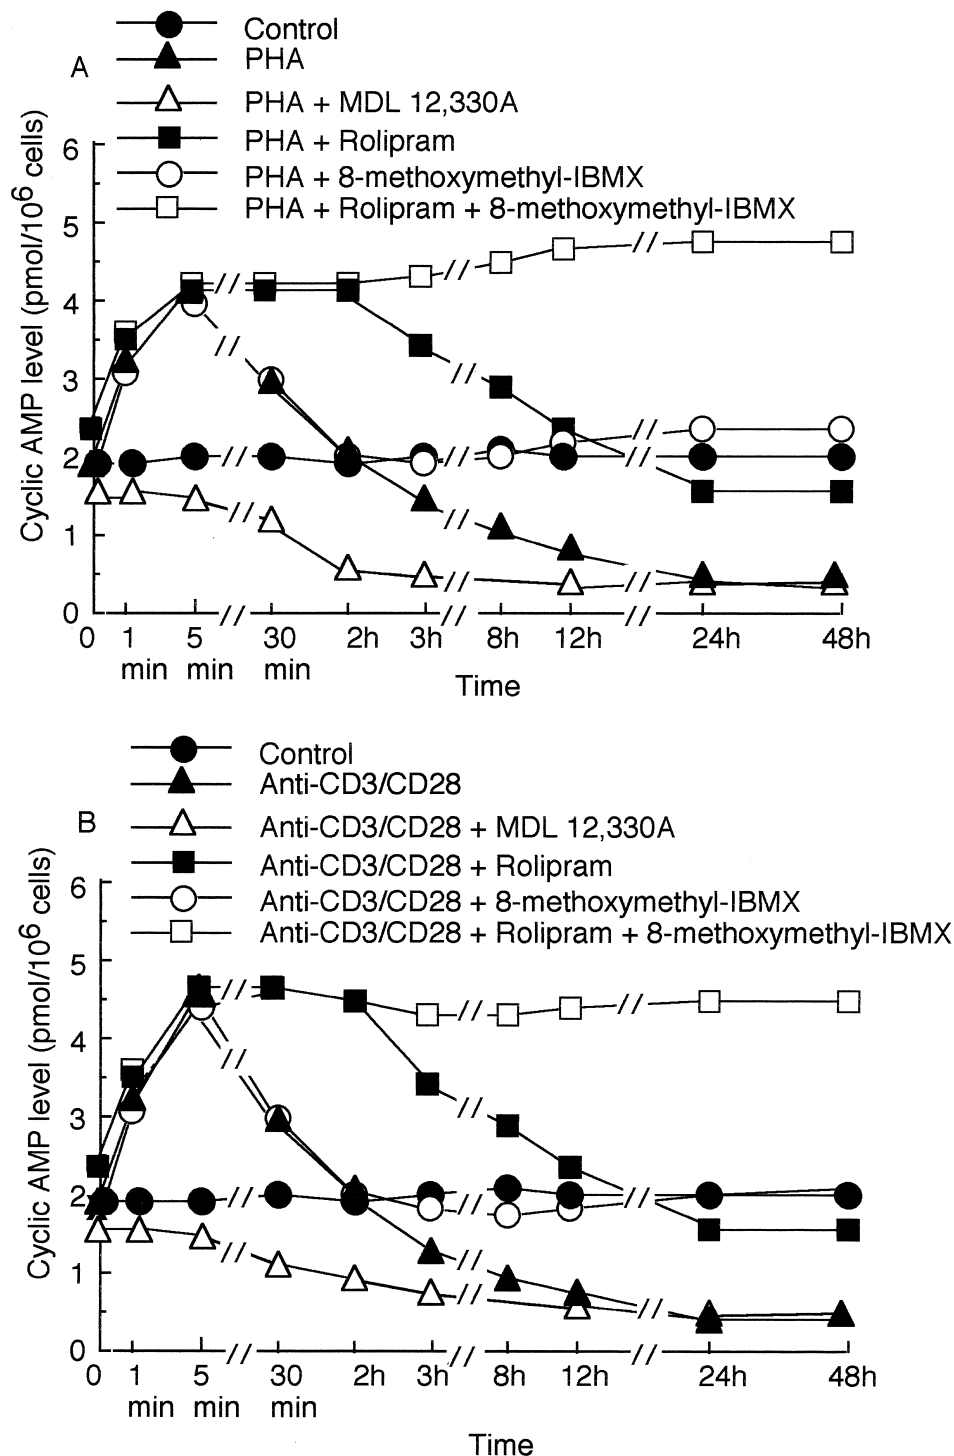 Control
PHA
A
PHA + MDL 12,330A
PHA + Rolipram
PHA + 8-methoxymethyl-IBMX
PHA + Rolipram + 8-methoxymethyl-IBMX
Cyclic AMP level (pmol/10⁶ cells)
6
5
4
3
2
1
0
0 1 5 30 2h 3h 8h 12h 24h 48h
min min min
Time
Control
Anti-CD3/CD28
B
Anti-CD3/CD28 + MDL 12,330A
Anti-CD3/CD28 + Rolipram
Anti-CD3/CD28 + 8-methoxymethyl-IBMX
Anti-CD3/CD28 + Rolipram + 8-methoxymethyl-IBMX
Cyclic AMP level (pmol/10⁶ cells)
6
5
4
3
2
1
0
0 1 5 30 2h 3h 8h 12h 24h 48h
min min min
Time